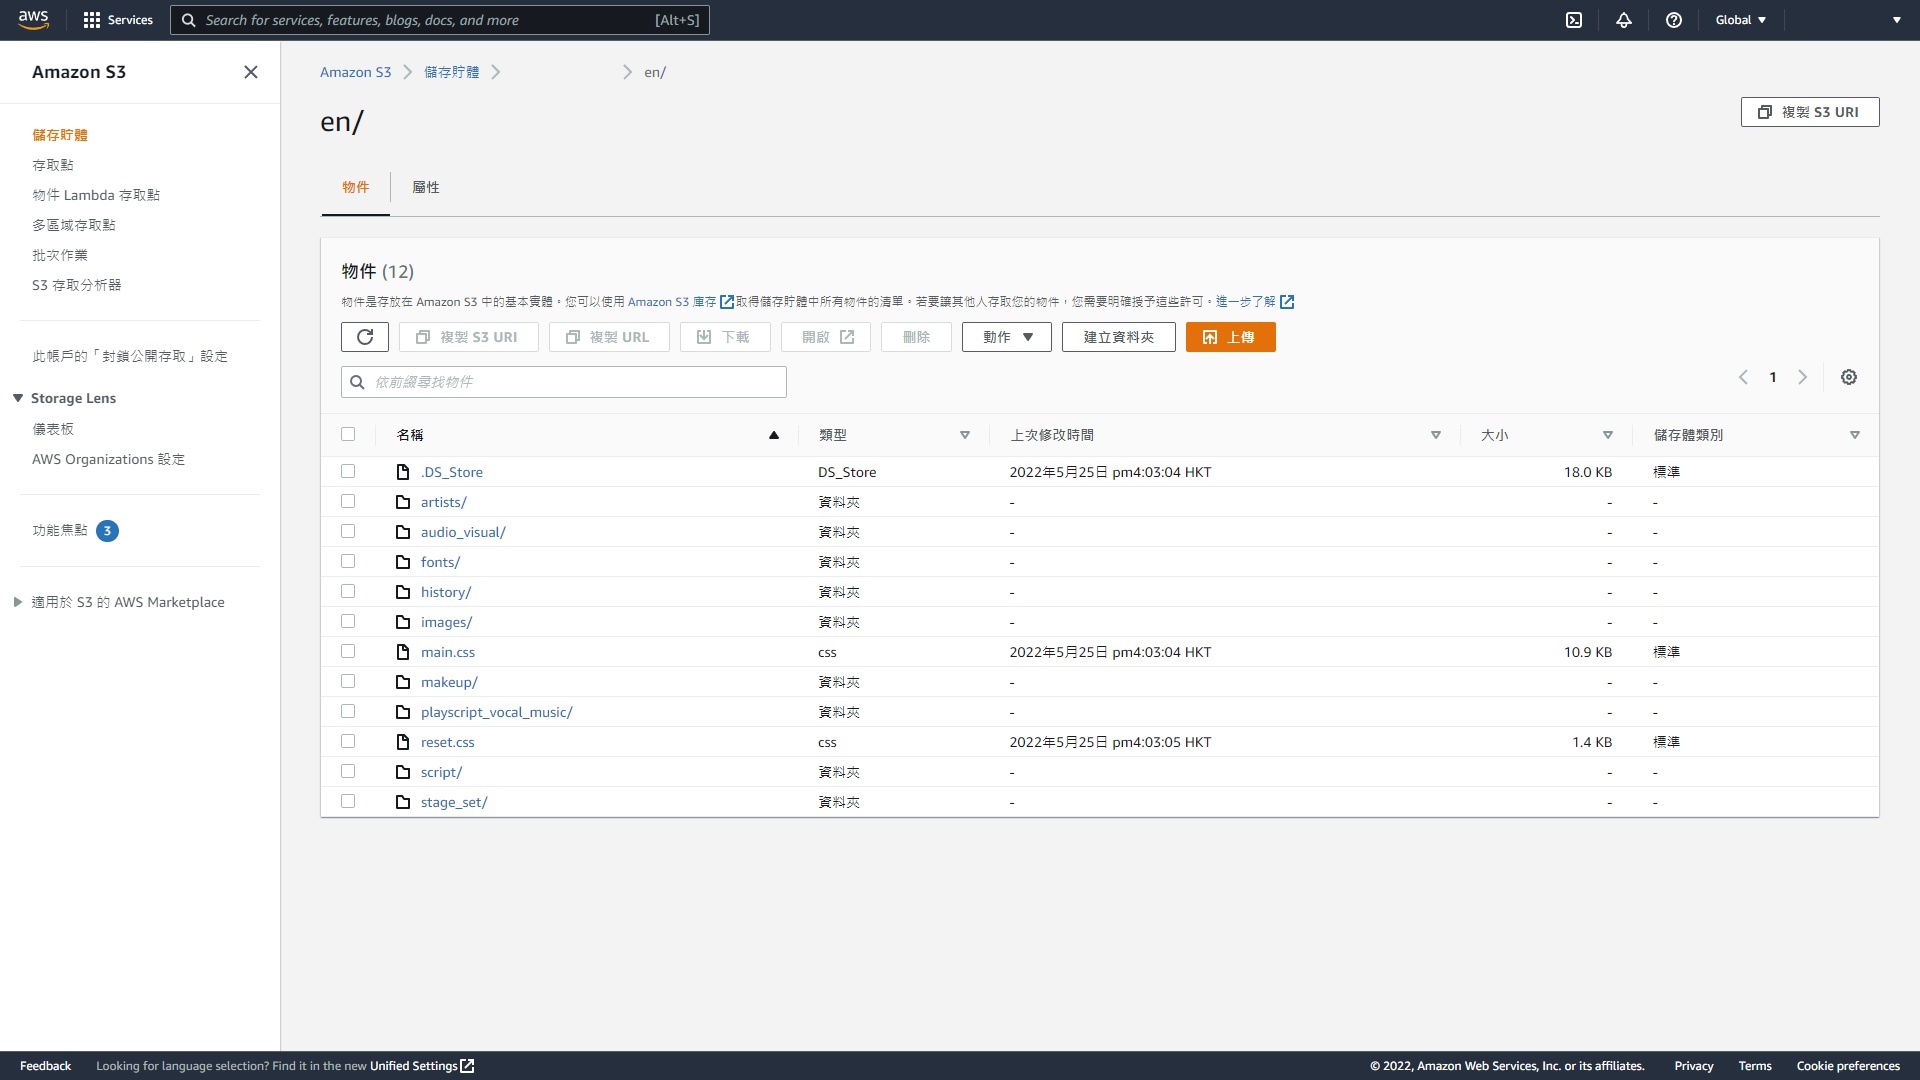 aws
Services
Search for services, features, blogs, docs, and more [Alt+S]
Global
Amazon S3
儲存貯體
存取點
物件 Lambda 存取點
多區域存取點
批次作業
S3 存取分析器
此帳戶的「封鎖公開存取」設定
Storage Lens
儀表板
AWS Organizations 設定
功能焦點 3
適用於 S3 的 AWS Marketplace
Amazon S3 儲存貯體 en/
en/
複製 S3 URI
物件 屬性
物件 (12)
物件是存放在 Amazon S3 中的基本實體。您可以使用 Amazon S3 庫存 取得儲存貯體中所有物件的清單。若要讓其他人存取您的物件，您需要明確授予這些許可。進一步了解
複製 S3 URI 複製 URL 下載 開啟 刪除 動作 建立資料夾 上傳
依前綴尋找物件
1
名稱 類型 上次修改時間 大小 儲存體類別
.DS_Store DS_Store 2022年5月25日 pm4:03:04 HKT 18.0 KB 標準
artists/ 資料夾 - - -
audio_visual/ 資料夾 - - -
fonts/ 資料夾 - - -
history/ 資料夾 - - -
images/ 資料夾 - - -
main.css css 2022年5月25日 pm4:03:04 HKT 10.9 KB 標準
makeup/ 資料夾 - - -
playscript_vocal_music/ 資料夾 - - -
reset.css css 2022年5月25日 pm4:03:05 HKT 1.4 KB 標準
script/ 資料夾 - - -
stage_set/ 資料夾 - - -
Feedback Looking for language selection? Find it in the new Unified Settings © 2022, Amazon Web Services, Inc. or its affiliates. Privacy Terms Cookie preferences